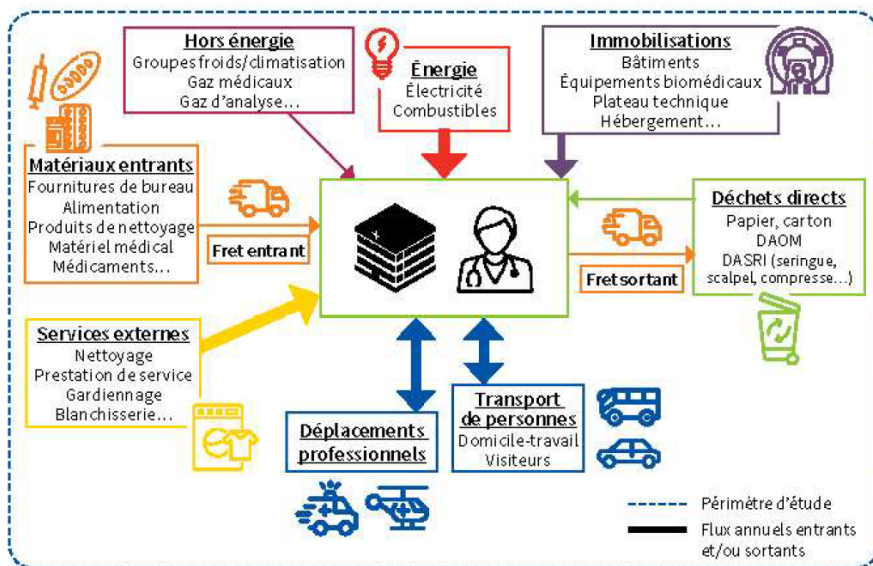 Hors énergie
Groupes froids/climatisation
Gaz médicaux
Gaz d'analyse...
Énergie
Électricité
Combustibles
Immobilisations
Bâtiments
Équipements biomédicaux
Plateau technique
Hébergement...
Matériaux entrants
Fournitures de bureau
Alimentation
Produits de nettoyage
Matériel médical
Médicaments...
Fret entrant
Fret sortant
Déchets directs
Papier, carton
DAOM
DASRI (seringue,
scalpel, compresse...)
Services externes
Nettoyage
Prestation de service
Gardiennage
Blanchisserie...
Déplacements
professionnels
Transport
de personnes
Domicile-travail
Visiteurs
Périmètre d'étude
Flux annuels entrants
et/ou sortants